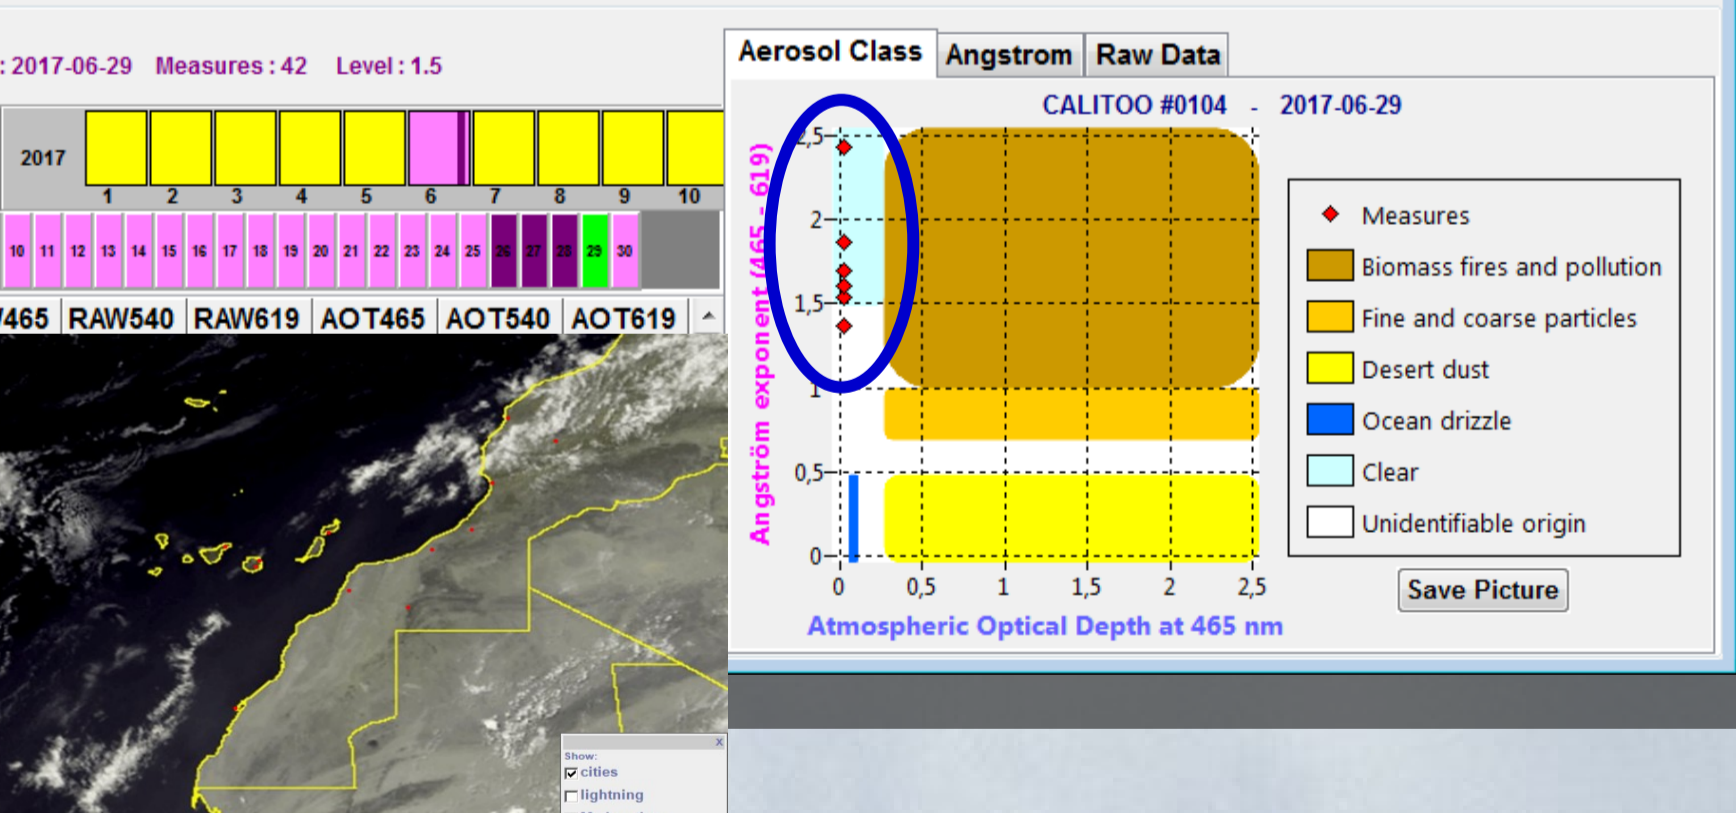 : 2017-06-29 Measures : 42 Level : 1.5
2017
1 2 3 4 5 6 7 8 9 10
10 11 12 13 14 15 16 17 18 19 20 21 22 23 24 25 26 27 28 29 30
/465 RAW540 RAW619 AOT465 AOT540 AOT619
Show:
cities
lightning
Aerosol Class Angstrom Raw Data
CALITOO #0104 - 2017-06-29
Angström exponent (465 - 619)
2,5
2
1,5
1
0,5
0
0 0,5 1 1,5 2 2,5
Atmospheric Optical Depth at 465 nm
Measures
Biomass fires and pollution
Fine and coarse particles
Desert dust
Ocean drizzle
Clear
Unidentifiable origin
Save Picture